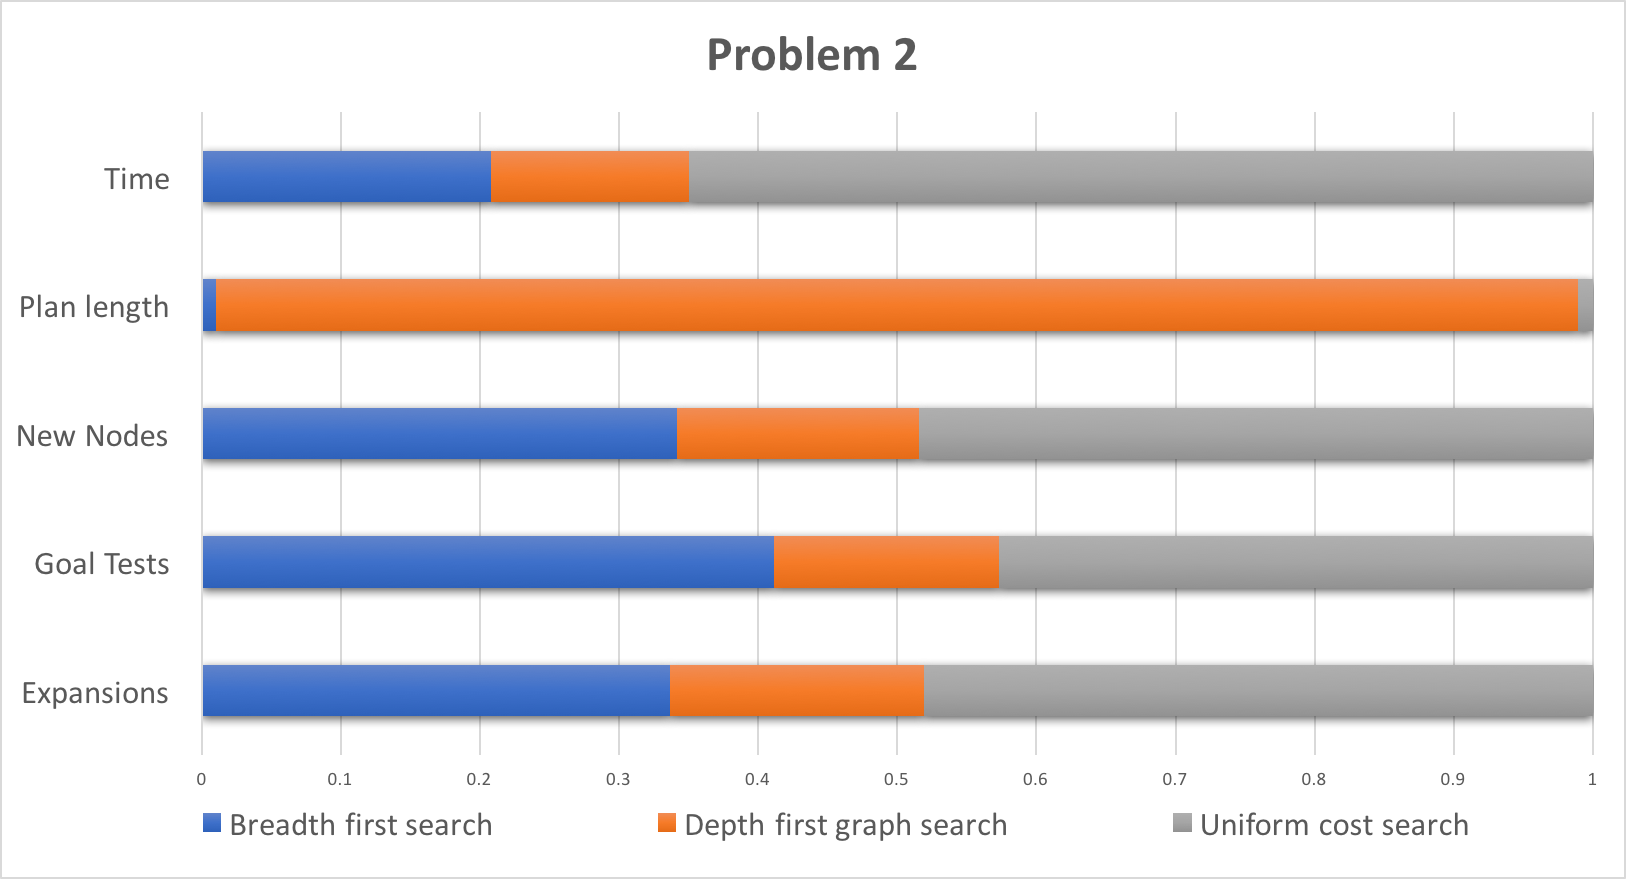 Problem 2
Time
Plan length
New Nodes
Goal Tests
Expansions
0 0.1 0.2 0.3 0.4 0.5 0.6 0.7 0.8 0.9 1
Breadth first search Depth first graph search Uniform cost search